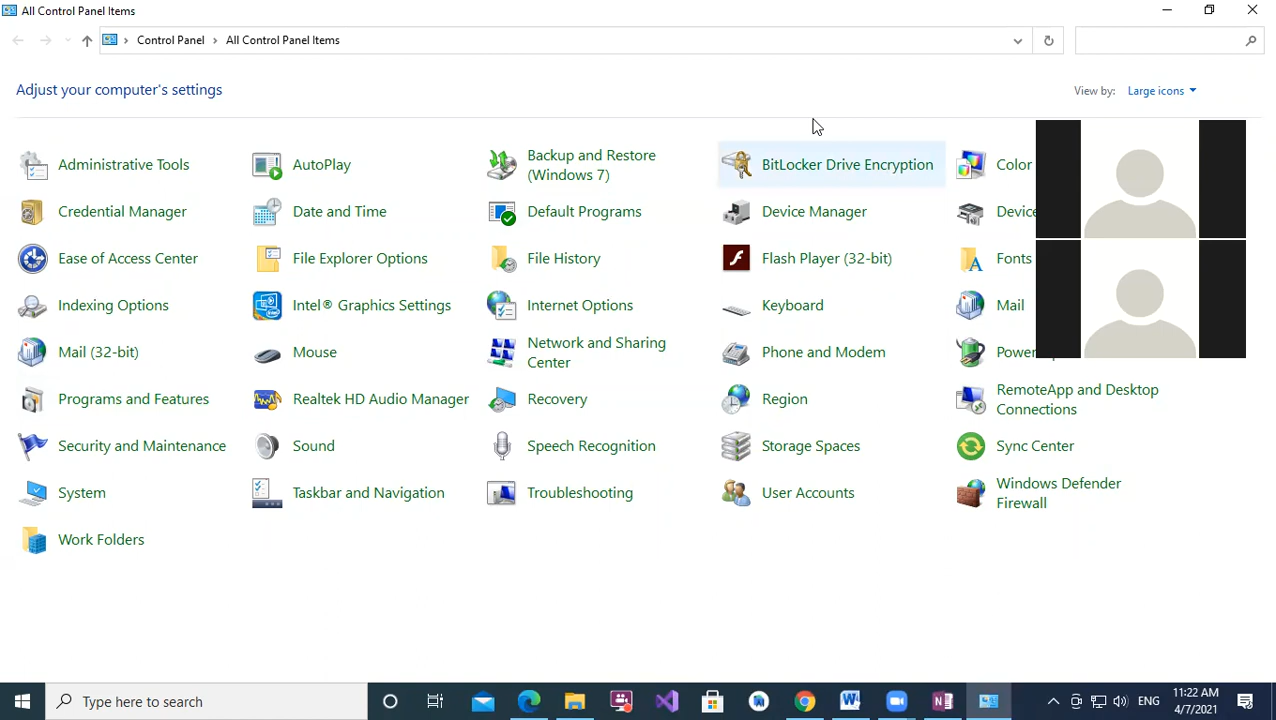 All Control Panel Items
Control Panel > All Control Panel Items
Adjust your computer's settings
View by: Large icons
Administrative Tools
AutoPlay
Backup and Restore
(Windows 7)
BitLocker Drive Encryption
Color
Credential Manager
Date and Time
Default Programs
Device Manager
Device
Ease of Access Center
File Explorer Options
File History
Flash Player (32-bit)
Fonts
Indexing Options
Intel® Graphics Settings
Internet Options
Keyboard
Mail
Mail (32-bit)
Mouse
Network and Sharing
Center
Phone and Modem
Power
Programs and Features
Realtek HD Audio Manager
Recovery
Region
RemoteApp and Desktop
Connections
Security and Maintenance
Sound
Speech Recognition
Storage Spaces
Sync Center
System
Taskbar and Navigation
Troubleshooting
User Accounts
Windows Defender
Firewall
Work Folders
Type here to search
ENG
11:22 AM
4/7/2021